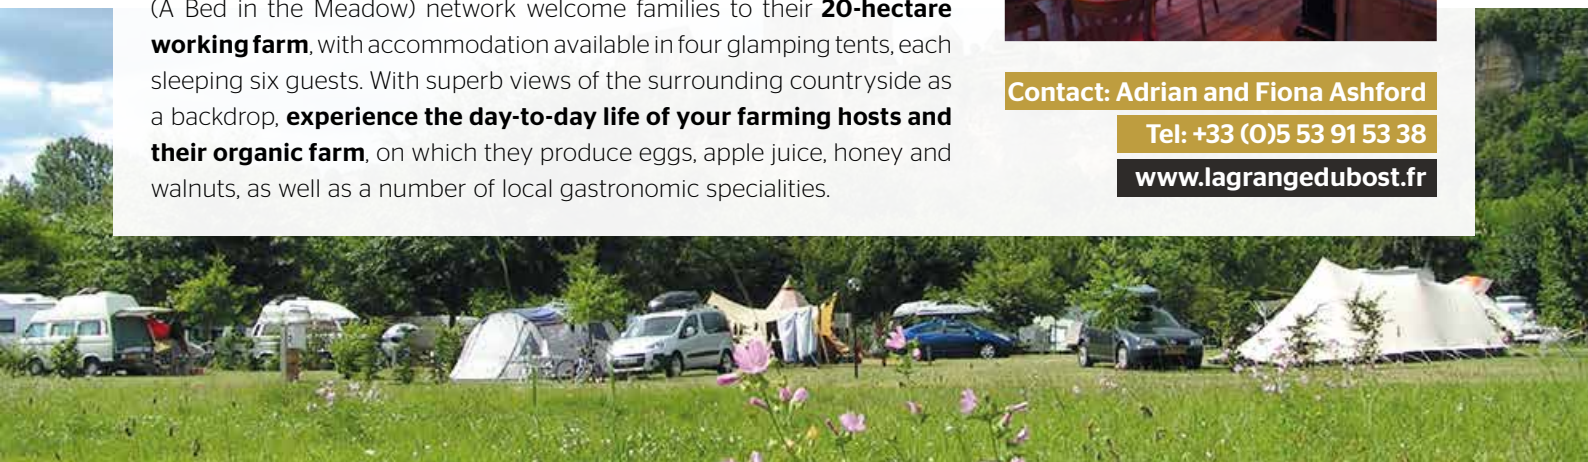 (A Bed in the Meadow) network welcome families to their 20-hectare
working farm, with accommodation available in four glamping tents, each
sleeping six guests. With superb views of the surrounding countryside as
a backdrop, experience the day-to-day life of your farming hosts and
their organic farm, on which they produce eggs, apple juice, honey and
walnuts, as well as a number of local gastronomic specialities.
Contact: Adrian and Fiona Ashford
Tel: +33 (0)5 53 91 53 38
www.lagrangedubost.fr